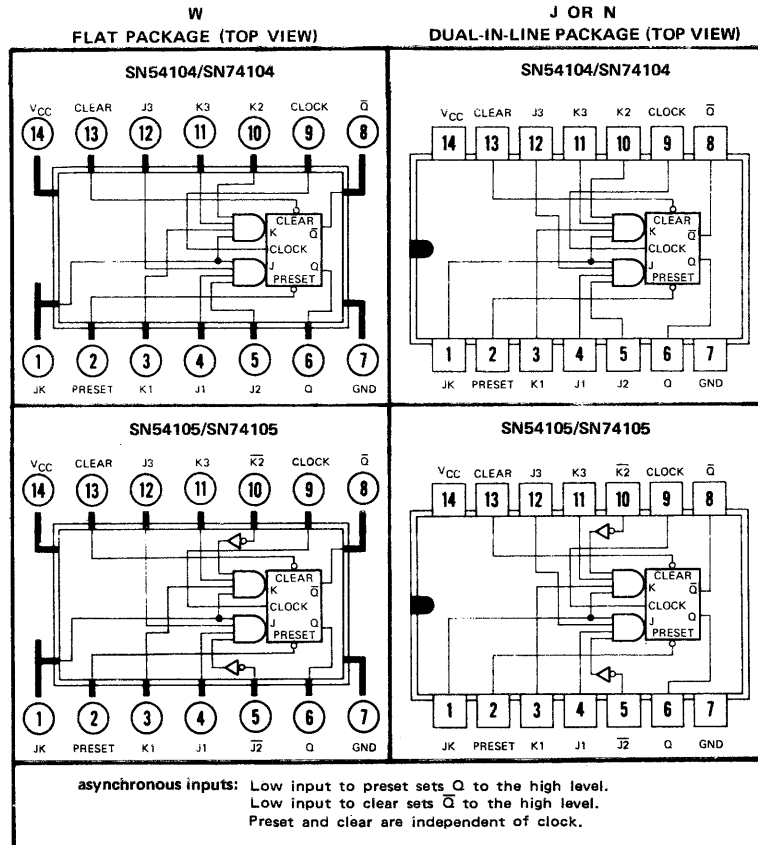 W
FLAT PACKAGE (TOP VIEW)
J OR N
DUAL-IN-LINE PACKAGE (TOP VIEW)
SN54104/SN74104
VCC CLEAR J3 K3 K2 CLOCK Q̅
14 13 12 11 10 9 8
CLEAR
K Q̅
CLOCK
J Q
PRESET
1 2 3 4 5 6 7
JK PRESET K1 J1 J2 Q GND
SN54104/SN74104
VCC CLEAR J3 K3 K2 CLOCK Q̅
14 13 12 11 10 9 8
CLEAR
K Q̅
CLOCK
J Q
PRESET
1 2 3 4 5 6 7
JK PRESET K1 J1 J2 Q GND
SN54105/SN74105
VCC CLEAR J3 K3 K̅2̅ CLOCK Q̅
14 13 12 11 10 9 8
CLEAR
K Q̅
CLOCK
J Q
PRESET
1 2 3 4 5 6 7
JK PRESET K1 J1 J̅2̅ Q GND
SN54105/SN74105
VCC CLEAR J3 K3 K̅2̅ CLOCK Q̅
14 13 12 11 10 9 8
CLEAR
K Q̅
CLOCK
J Q
PRESET
1 2 3 4 5 6 7
JK PRESET K1 J1 J̅2̅ Q GND
asynchronous inputs: Low input to preset sets Q to the high level.
Low input to clear sets Q̅ to the high level.
Preset and clear are independent of clock.